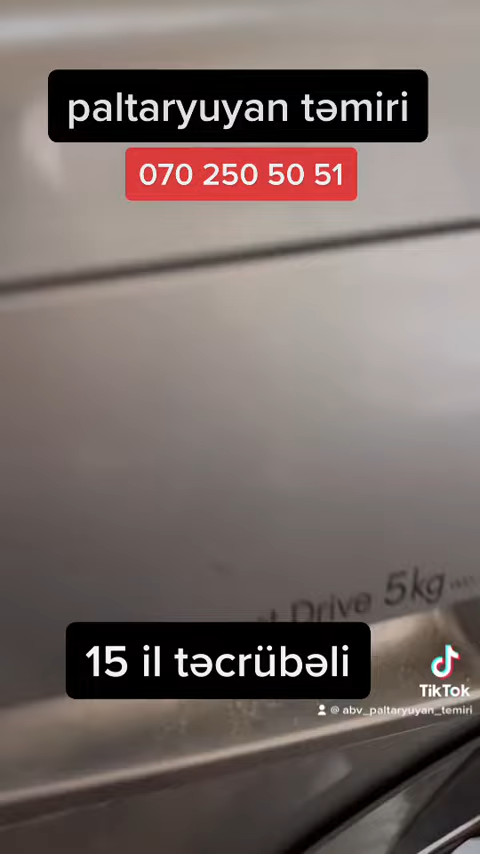 paltaryuyan təmiri
070 250 50 51
Drive 5kg
15 il təcrübəli
TikTok
@ abv_paltaryuyan_temiri